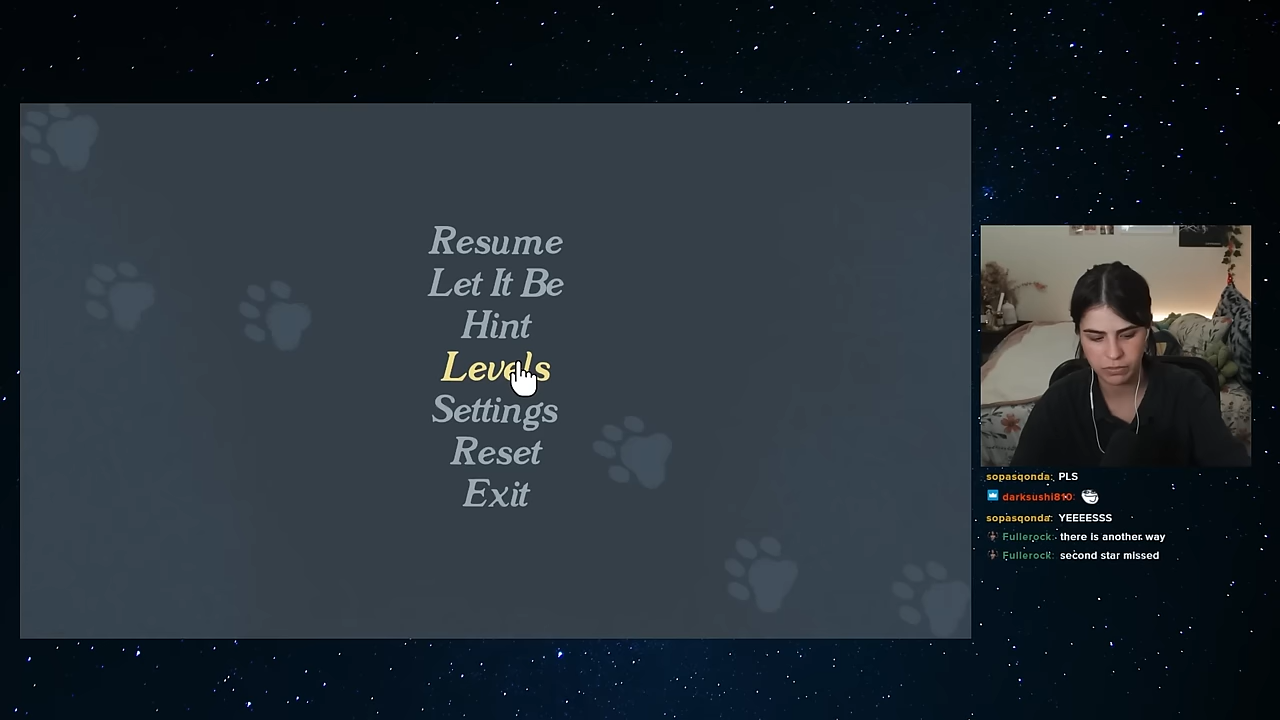 Resume
Let It Be
Hint
Levels
Settings
Reset
Exit
sopasqonda: PLS
darksushi810:
sopasqonda: YEEEESSS
Fullerock: there is another way
Fullerock: second star missed